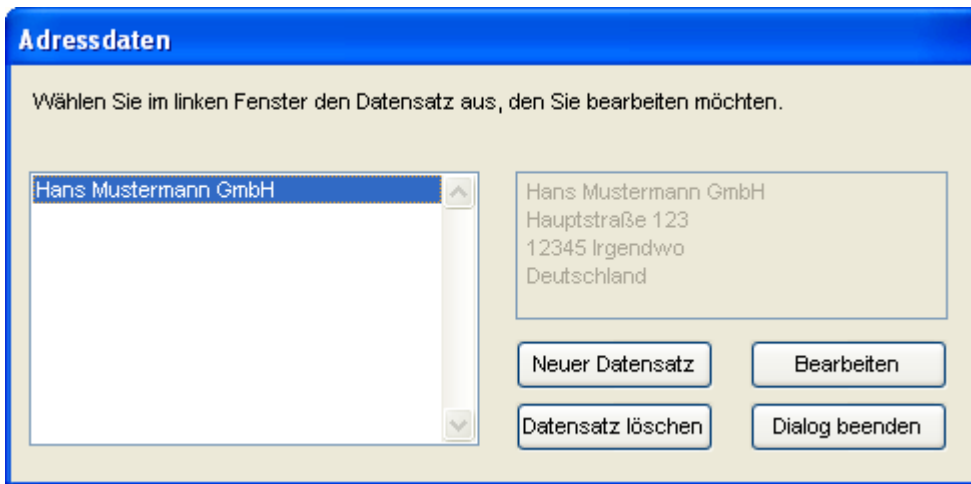 Adressdaten
Wählen Sie im linken Fenster den Datensatz aus, den Sie bearbeiten möchten.
Hans Mustermann GmbH
Hans Mustermann GmbH
Hauptstraße 123
12345 Irgendwo
Deutschland
Neuer Datensatz
Bearbeiten
Datensatz löschen
Dialog beenden